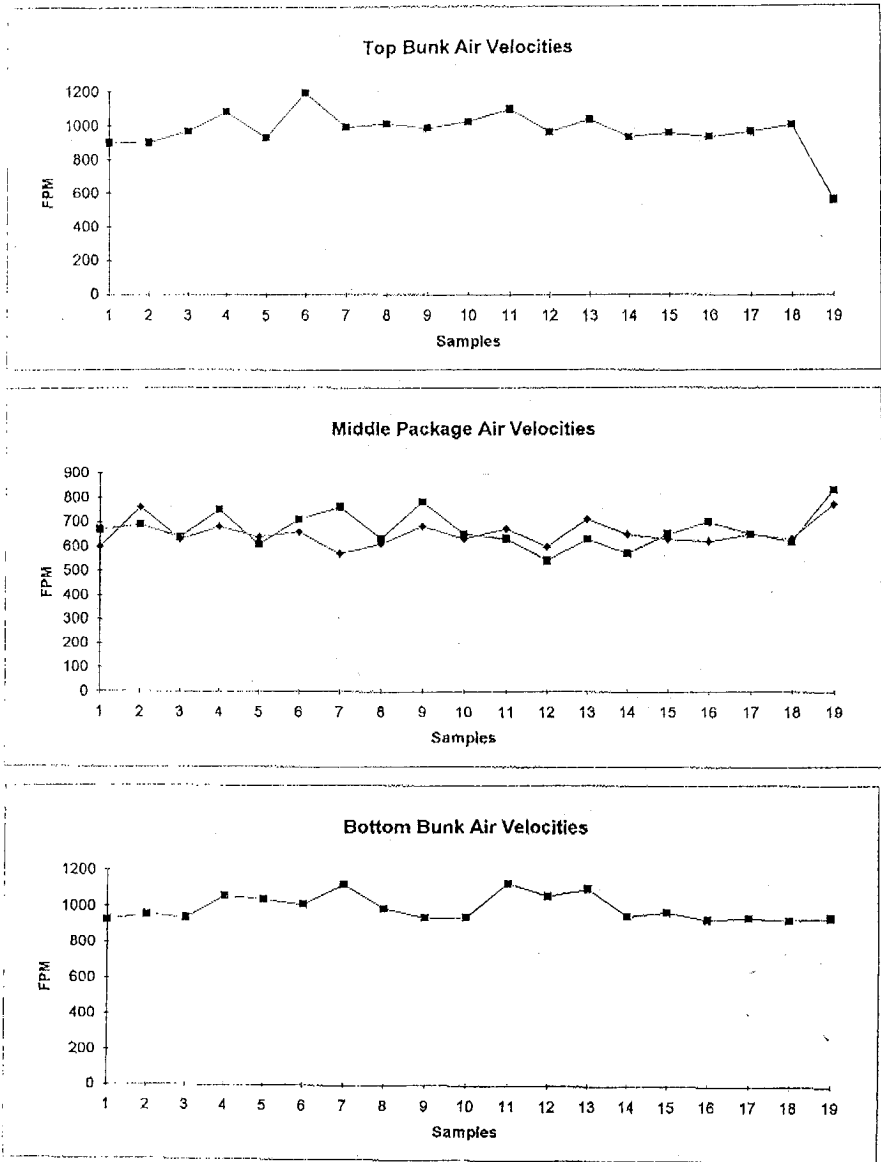 Top Bunk Air Velocities
1200
1000
800
600
400
200
0
FPM
1 2 3 4 5 6 7 8 9 10 11 12 13 14 15 16 17 18 19
Samples
Middle Package Air Velocities
900
800
700
600
500
400
300
200
100
0
FPM
1 2 3 4 5 6 7 8 9 10 11 12 13 14 15 16 17 18 19
Samples
Bottom Bunk Air Velocities
1200
1000
800
600
400
200
0
FPM
1 2 3 4 5 6 7 8 9 10 11 12 13 14 15 16 17 18 19
Samples